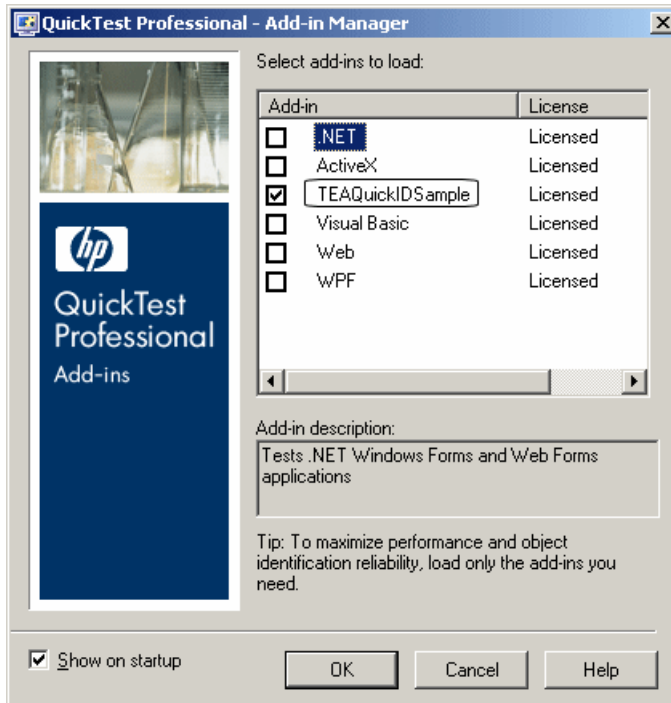 QuickTest Professional - Add-in Manager
Select add-ins to load:
Add-in License
.NET Licensed
ActiveX Licensed
TEAQuickIDSample Licensed
Visual Basic Licensed
Web Licensed
WPF Licensed
hp
QuickTest
Professional
Add-ins
Add-in description:
Tests .NET Windows Forms and Web Forms
applications
Tip: To maximize performance and object
identification reliability, load only the add-ins you
need.
Show on startup
OK Cancel Help